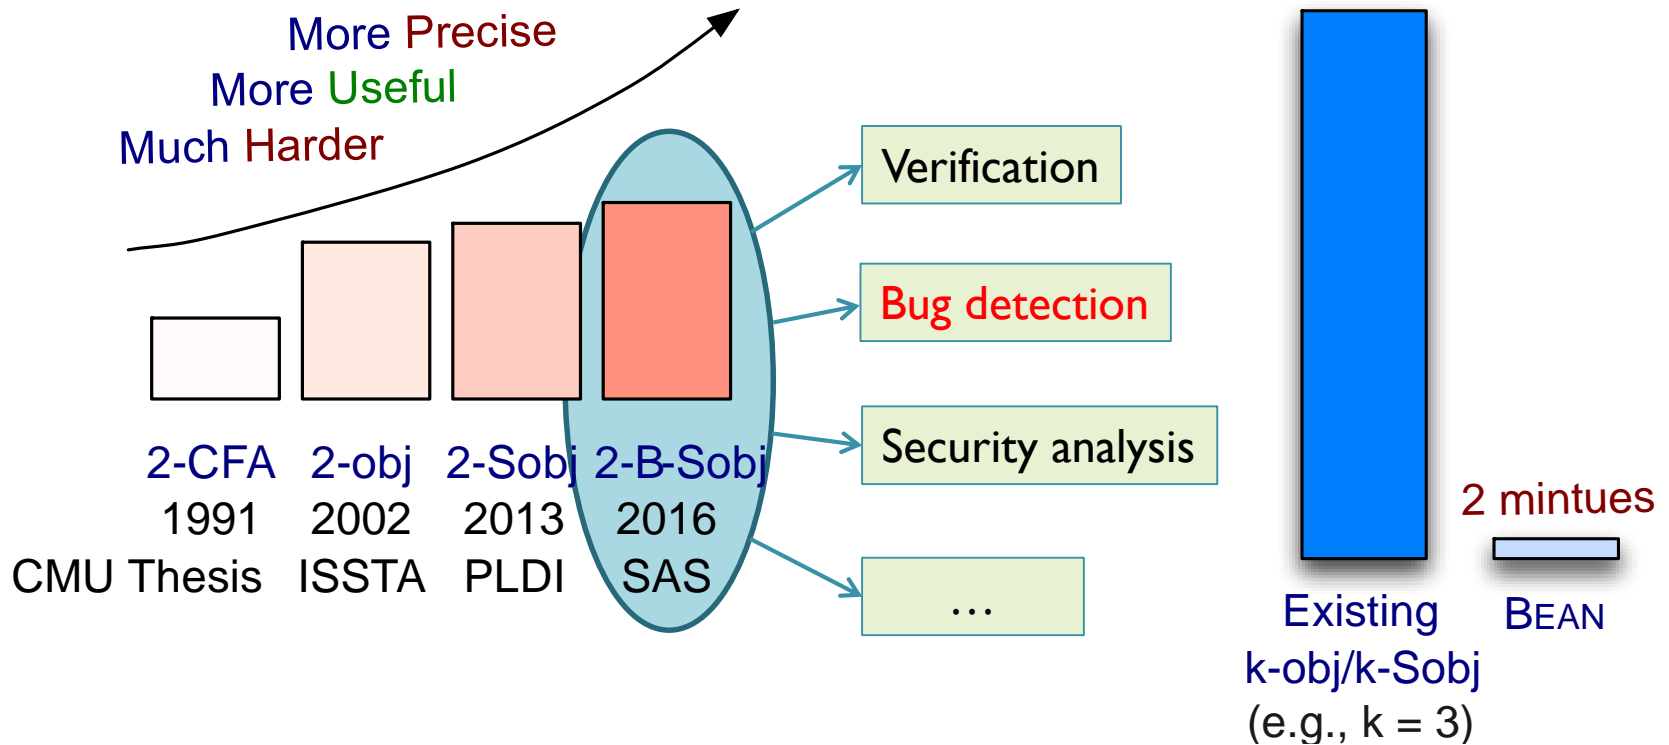 More Precise
More Useful
Much Harder
2-CFA
1991
CMU Thesis
2-obj
2002
ISSTA
2-Sobj
2013
PLDI
2-B-Sobj
2016
SAS
Verification
Bug detection
Security analysis
…
Existing
k-obj/k-Sobj
(e.g., k = 3)
2 mintues
BEAN